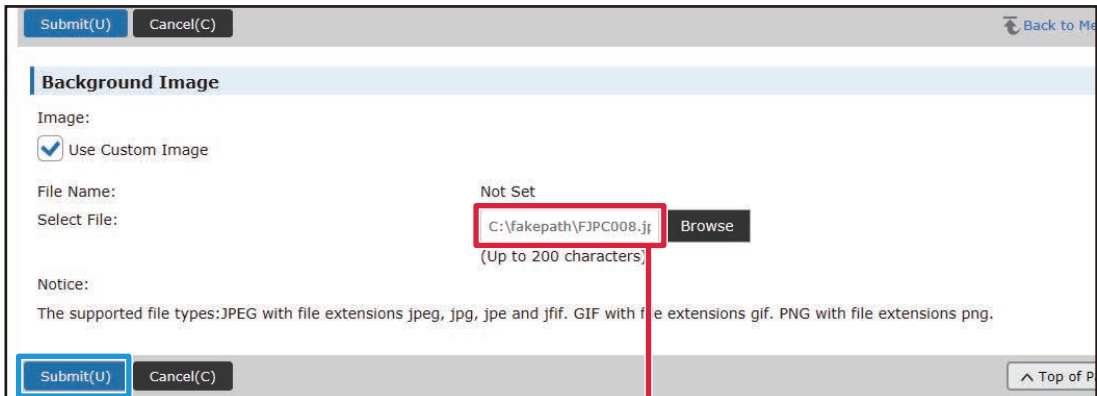 Submit(U) Cancel(C) Back to Me
Background Image
Image:
Use Custom Image
File Name: Not Set
Select File: C:\fakepath\FJPC008.jp Browse
(Up to 200 characters)
Notice:
The supported file types:JPEG with file extensions jpeg, jpg, jpe and jfif. GIF with file extensions gif. PNG with file extensions png.
Submit(U) Cancel(C) Top of P